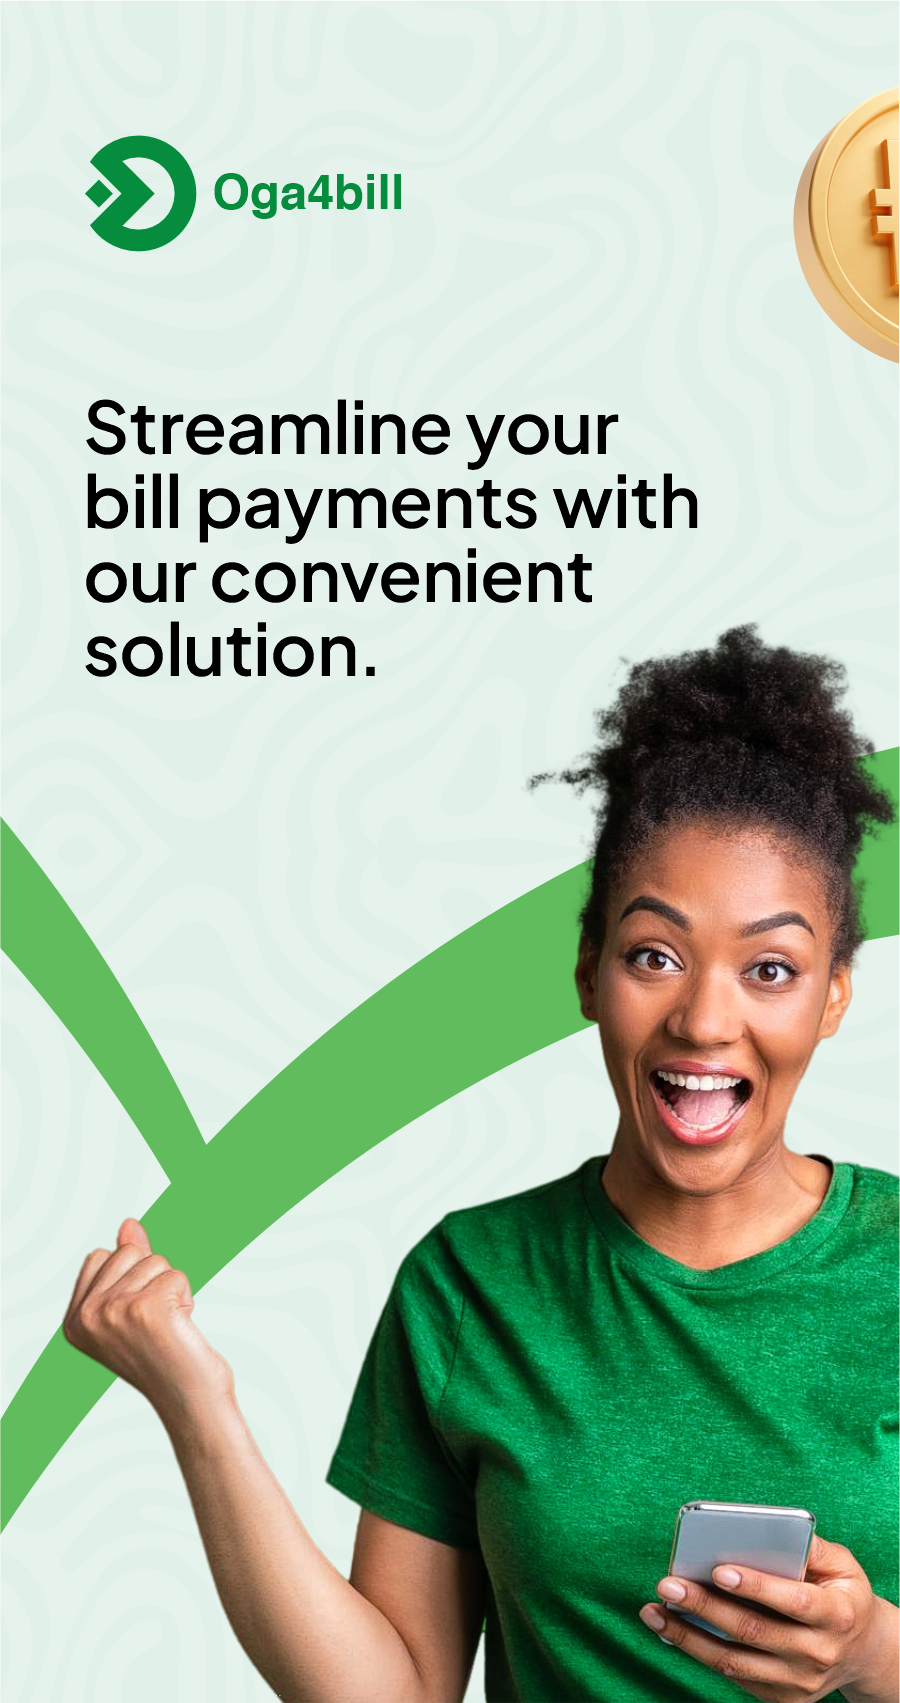 Oga4bill
Streamline your
bill payments with
our convenient
solution.